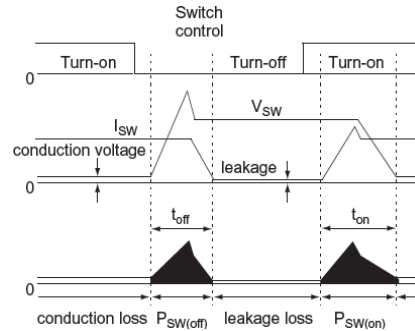 Switch
control
Turn-on
Turn-off
Turn-on
0
V_SW
I_SW
conduction voltage
leakage
0
t_off
t_on
0
conduction loss
P_SW(off)
leakage loss
P_SW(on)